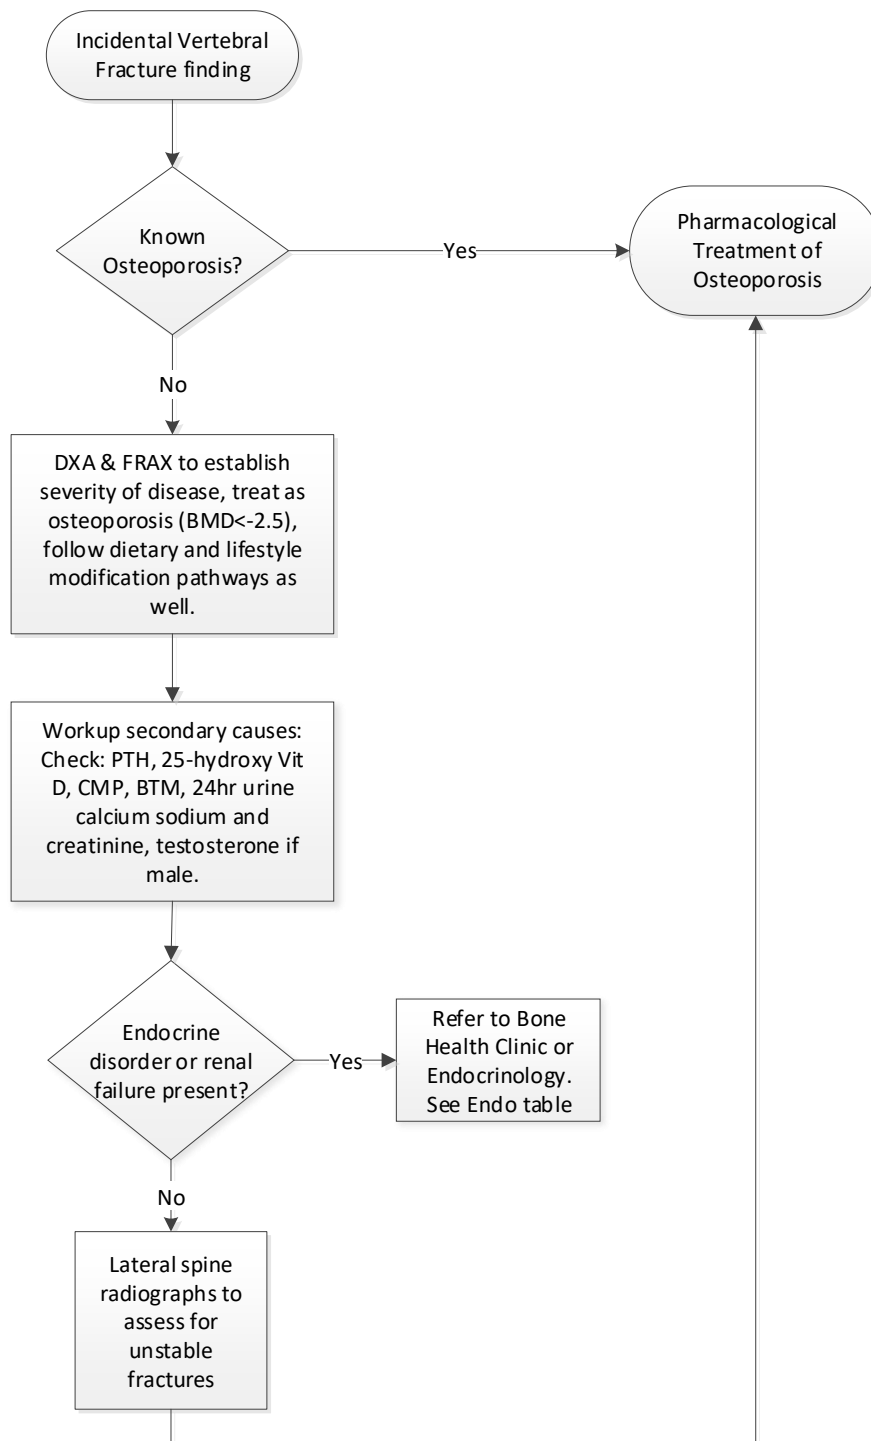 Incidental Vertebral
Fracture finding
Known
Osteoporosis?
Yes
Pharmacological
Treatment of
Osteoporosis
No
DXA & FRAX to establish
severity of disease, treat as
osteoporosis (BMD<-2.5),
follow dietary and lifestyle
modification pathways as
well.
Workup secondary causes:
Check: PTH, 25-hydroxy Vit
D, CMP, BTM, 24hr urine
calcium sodium and
creatinine, testosterone if
male.
Endocrine
disorder or renal
failure present?
Yes
Refer to Bone
Health Clinic or
Endocrinology.
See Endo table
No
Lateral spine
radiographs to
assess for
unstable
fractures